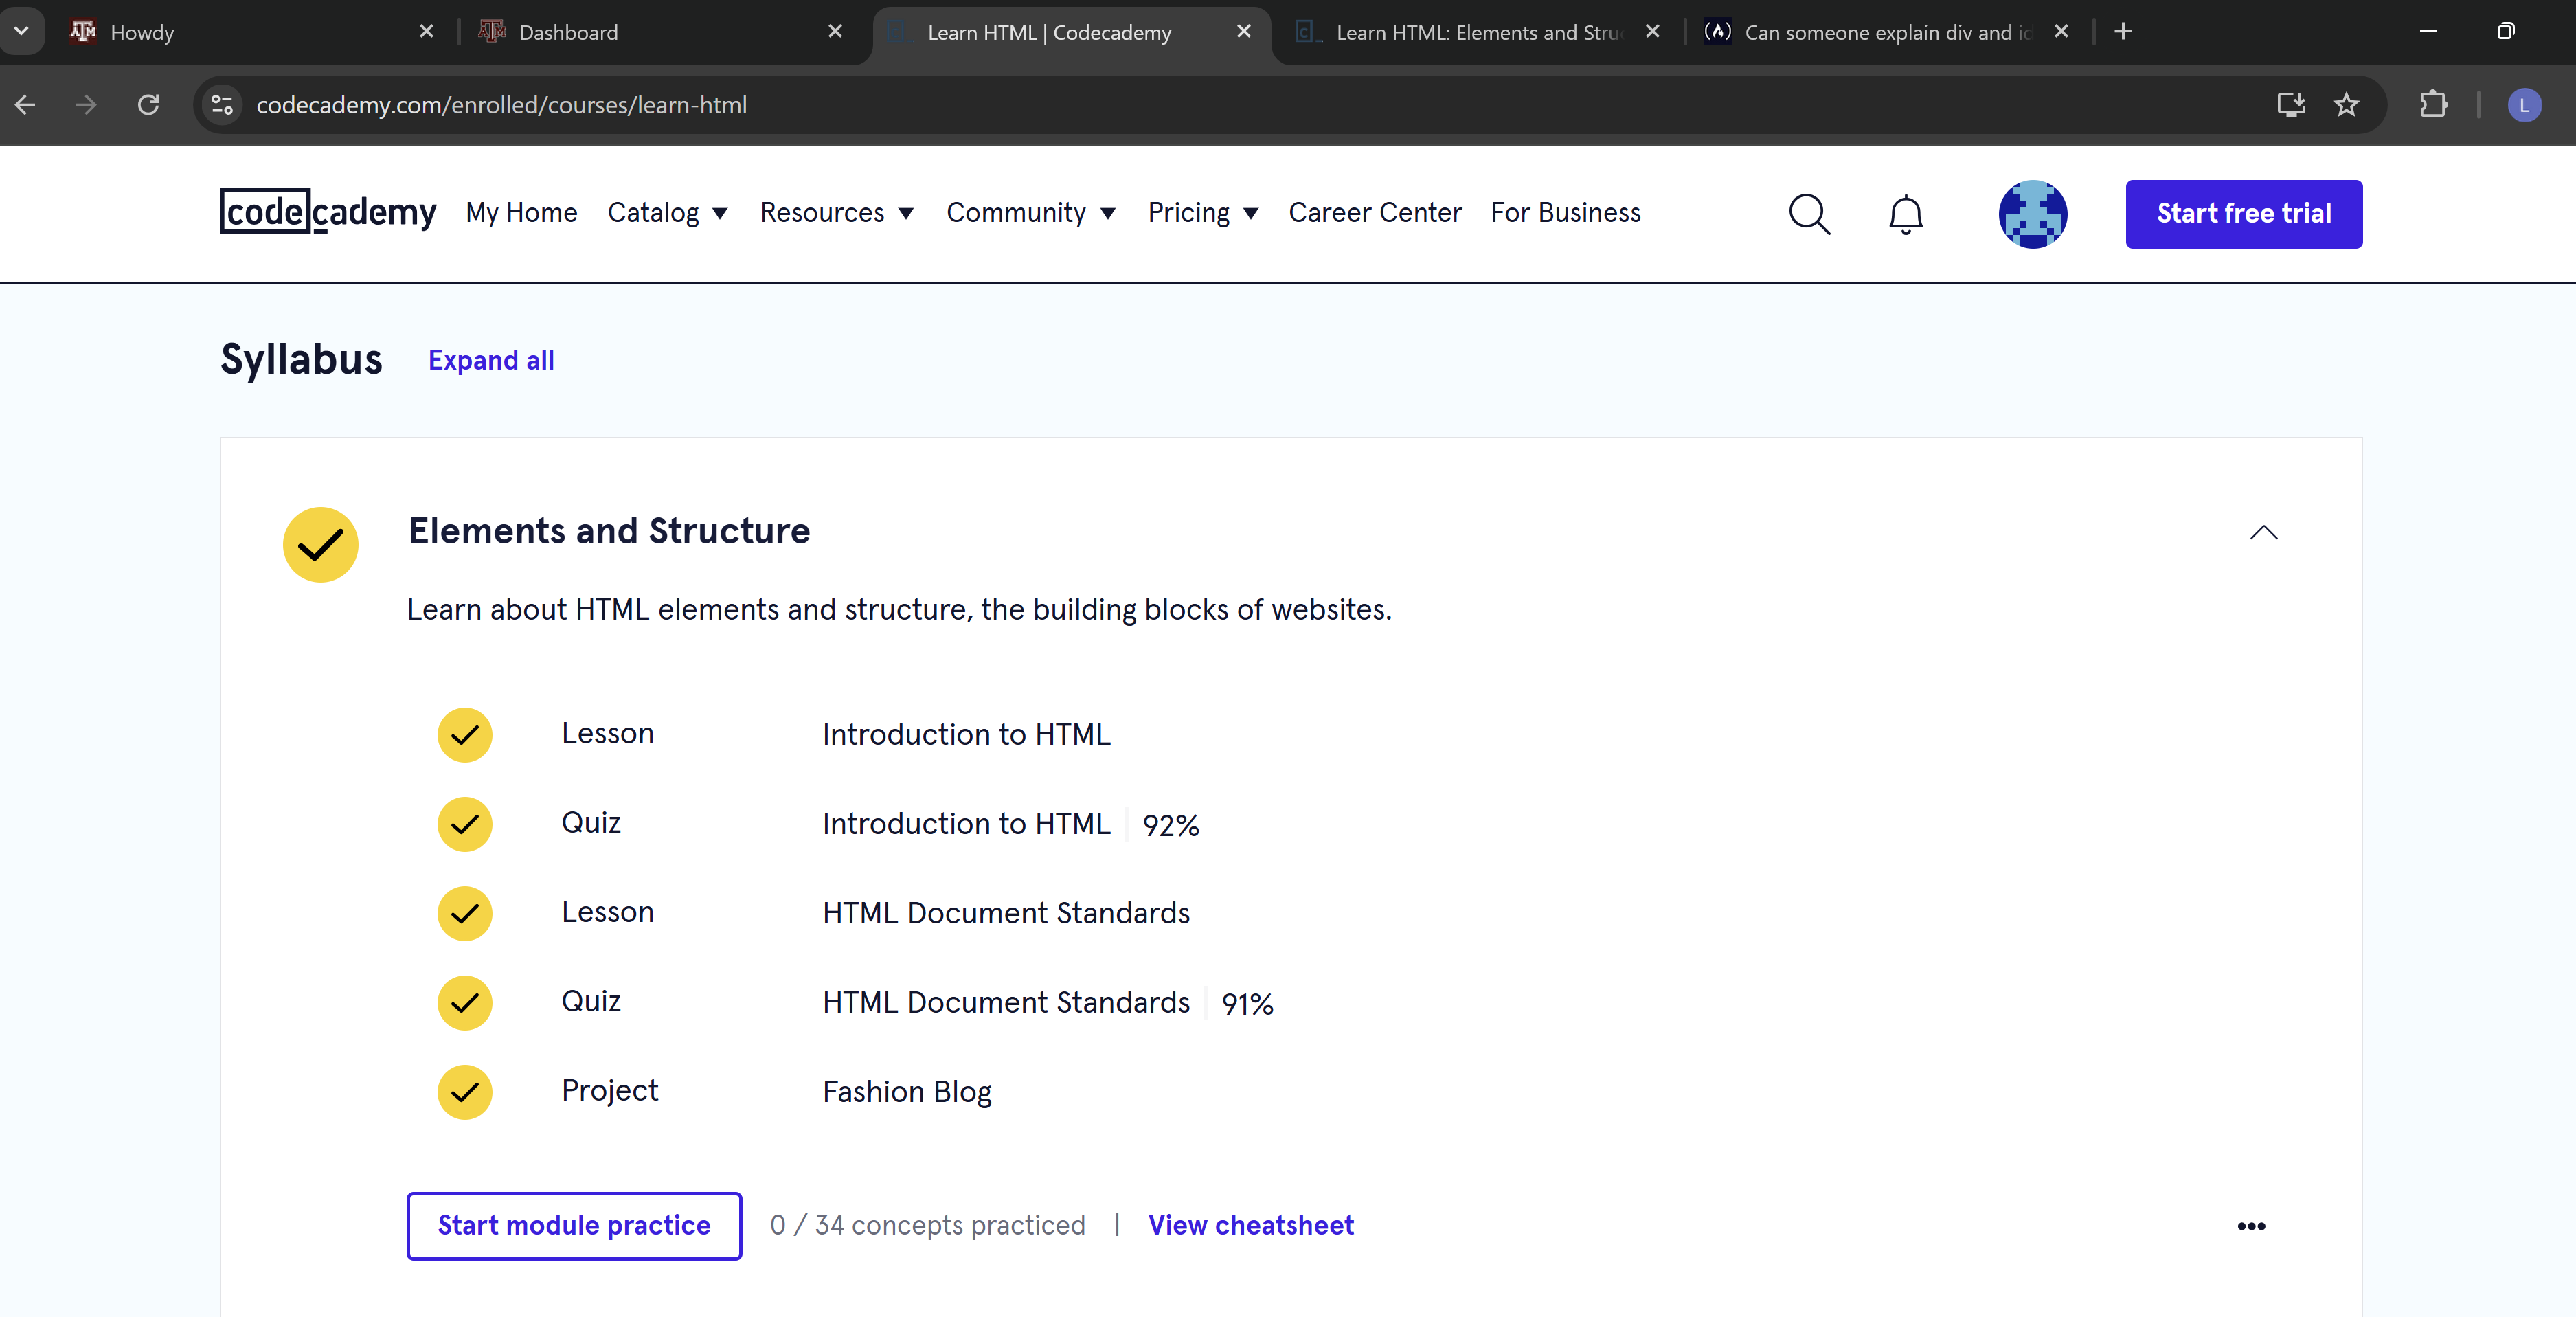 Howdy
Dashboard
Learn HTML | Codecademy
Learn HTML: Elements and Stru
Can someone explain div and id
codecademy.com/enrolled/courses/learn-html
L
codecademy
My Home
Catalog
Resources
Community
Pricing
Career Center
For Business
Start free trial
Syllabus
Expand all
Elements and Structure
Learn about HTML elements and structure, the building blocks of websites.
Lesson Introduction to HTML
Quiz Introduction to HTML 92%
Lesson HTML Document Standards
Quiz HTML Document Standards 91%
Project Fashion Blog
Start module practice 0 / 34 concepts practiced | View cheatsheet